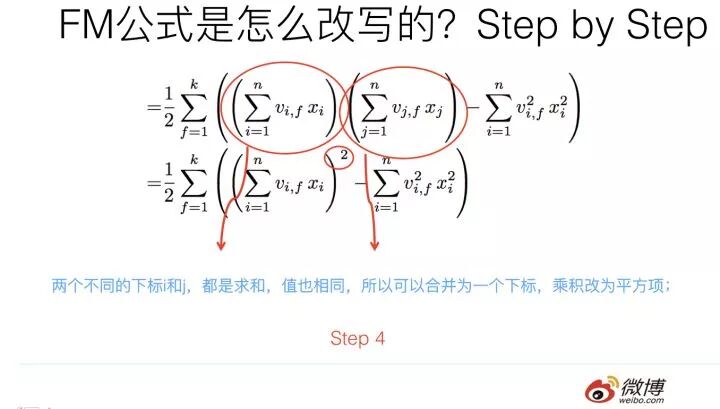 FM公式是怎么改写的？Step by Step
=\frac{1}{2}\sum_{f=1}^{k}\left(\left(\sum_{i=1}^{n}v_{i,f}x_i\right)\left(\sum_{j=1}^{n}v_{j,f}x_j\right)-\sum_{i=1}^{n}v_{i,f}^2x_i^2\right)
=\frac{1}{2}\sum_{f=1}^{k}\left(\left(\sum_{i=1}^{n}v_{i,f}x_i\right)^2-\sum_{i=1}^{n}v_{i,f}^2x_i^2\right)
两个不同的下标i和j，都是求和，值也相同，所以可以合并为一个下标，乘积改为平方项；
Step 4
微博
weibo.com